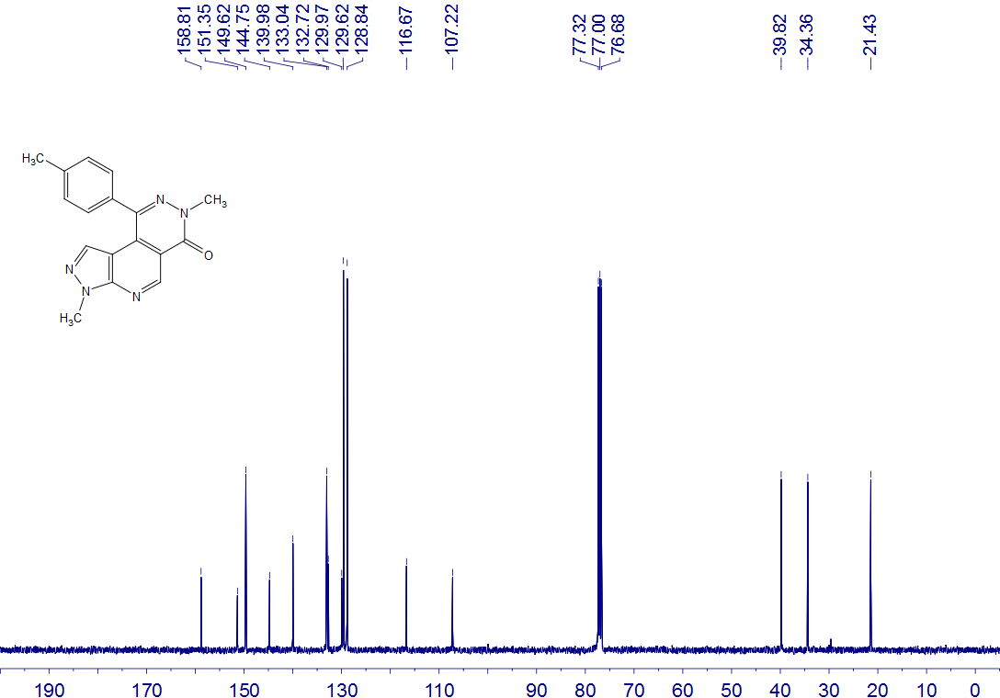 158.81
151.35
149.62
144.75
139.98
133.04
132.72
129.97
129.62
128.84
116.67
107.22
77.32
77.00
76.68
39.82
34.36
21.43
H₃C
N
CH₃
N
O
N
N
N
H₃C
190 170 150 130 110 90 80 70 60 50 40 30 20 10 0